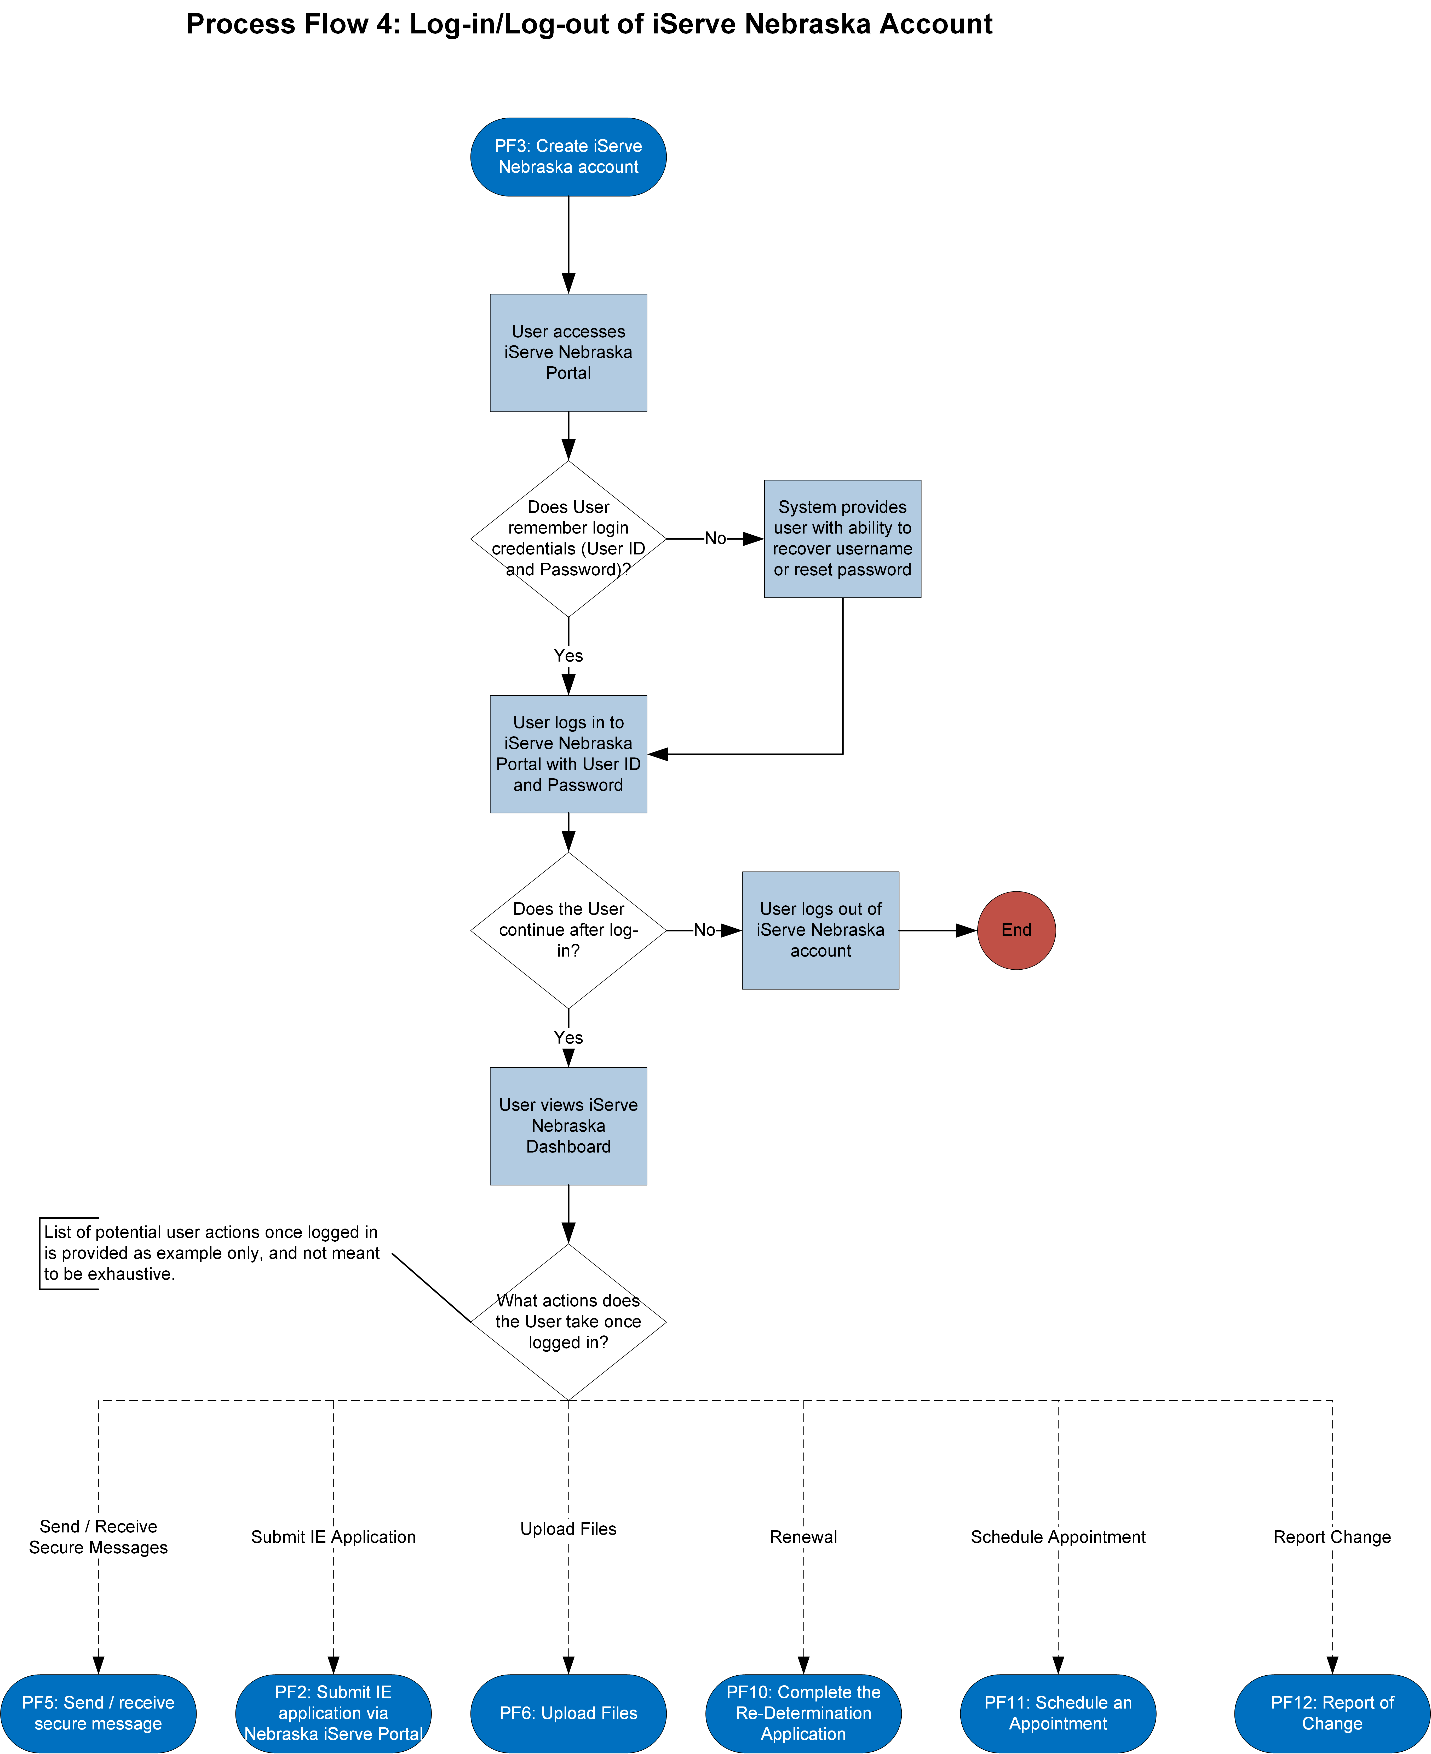 Process Flow 4: Log-in/Log-out of iServe Nebraska Account
PF3: Create iServe
Nebraska account
User accesses
iServe Nebraska
Portal
Does User
remember login
credentials (User ID
and Password)?
No
System provides
user with ability to
recover username
or reset password
Yes
User logs in to
iServe Nebraska
Portal with User ID
and Password
Does the User
continue after log-
in?
No
User logs out of
iServe Nebraska
account
End
Yes
User views iServe
Nebraska
Dashboard
List of potential user actions once logged in
is provided as example only, and not meant
to be exhaustive.
What actions does
the User take once
logged in?
Send / Receive
Secure Messages
Submit IE Application
Upload Files
Renewal
Schedule Appointment
Report Change
PF5: Send / receive
secure message
PF2: Submit IE
application via
Nebraska iServe Portal
PF6: Upload Files
PF10: Complete the
Re-Determination
Application
PF11: Schedule an
Appointment
PF12: Report of
Change